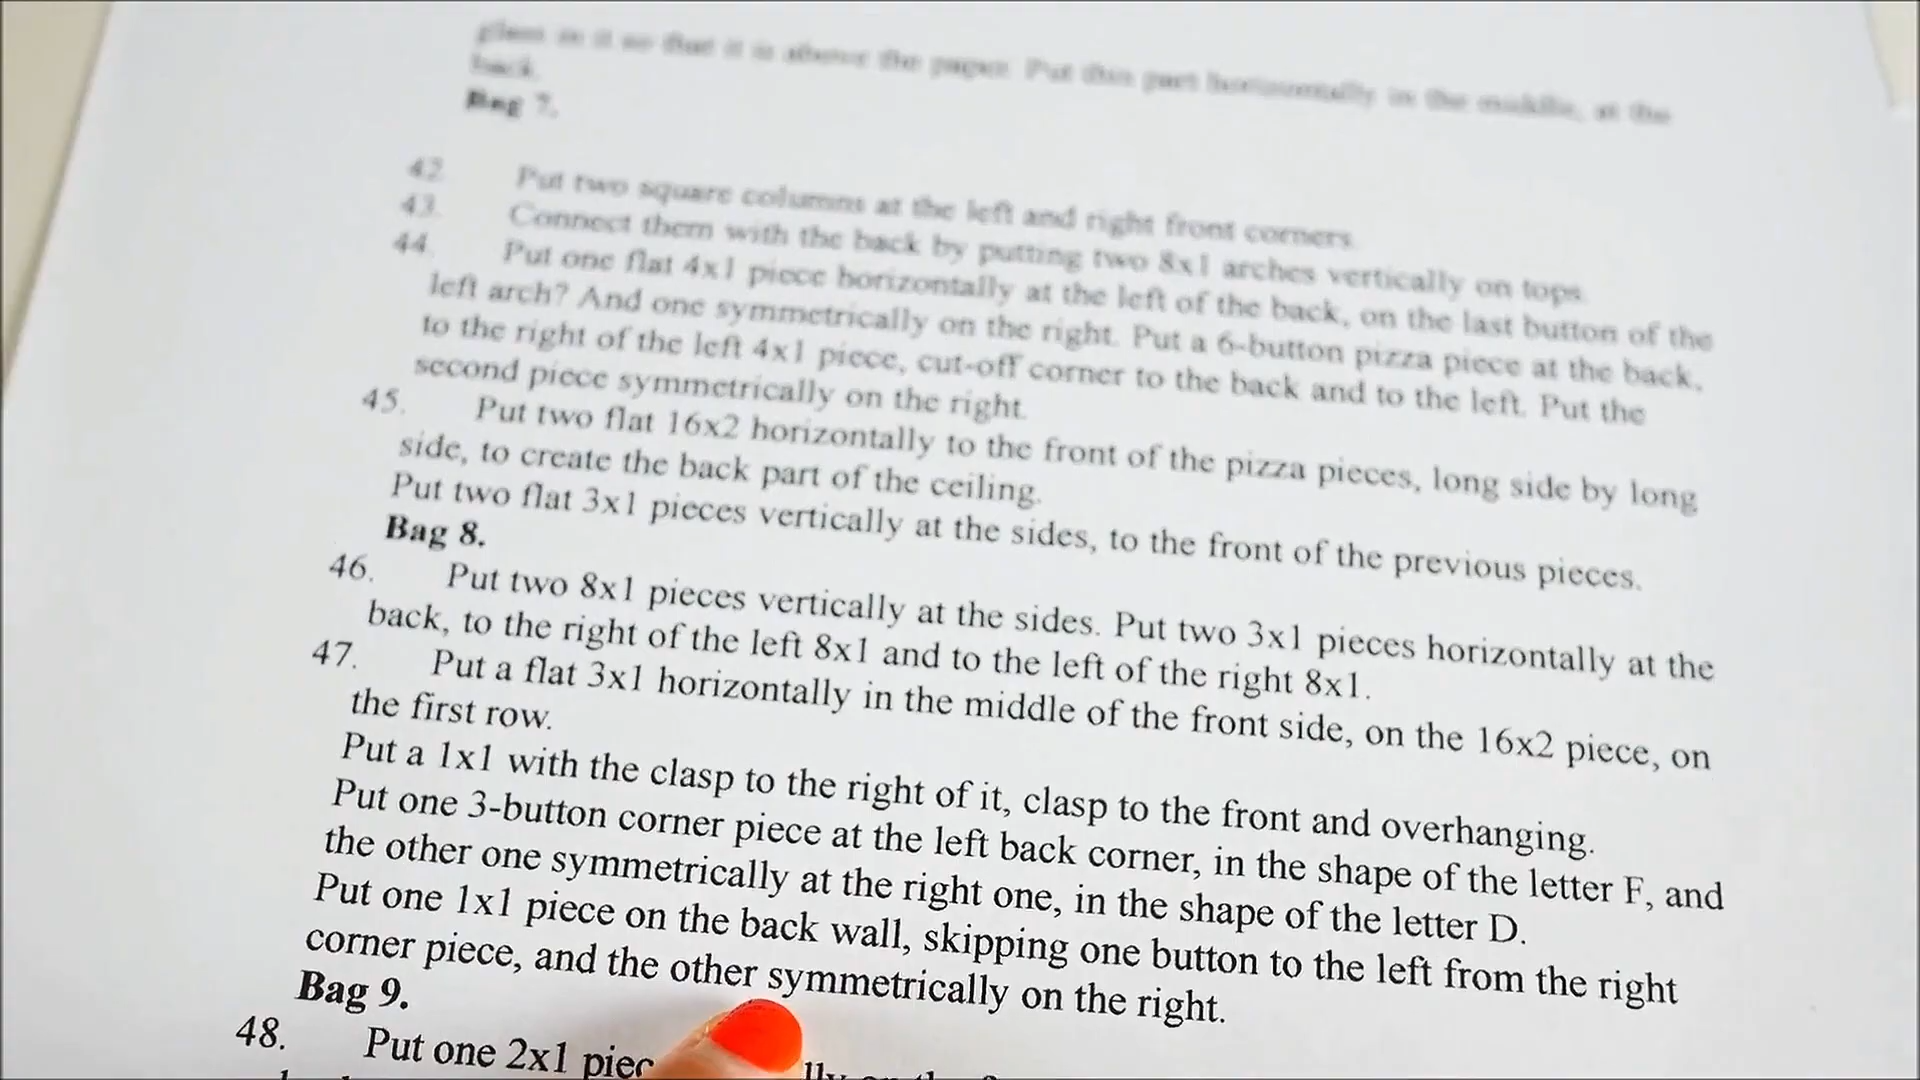 glass in it so that it is above the paper. Put this part horizontally in the middle, at the
back.
Bag 7.
42. Put two square columns at the left and right front corners.
43. Connect them with the back by putting two 8x1 arches vertically on tops.
44. Put one flat 4x1 piece horizontally at the left of the back, on the last button of the
left arch? And one symmetrically on the right. Put a 6-button pizza piece at the back,
to the right of the left 4x1 piece, cut-off corner to the back and to the left. Put the
second piece symmetrically on the right.
45. Put two flat 16x2 horizontally to the front of the pizza pieces, long side by long
side, to create the back part of the ceiling.
Put two flat 3x1 pieces vertically at the sides, to the front of the previous pieces.
Bag 8.
46. Put two 8x1 pieces vertically at the sides. Put two 3x1 pieces horizontally at the
back, to the right of the left 8x1 and to the left of the right 8x1.
47. Put a flat 3x1 horizontally in the middle of the front side, on the 16x2 piece, on
the first row.
Put a 1x1 with the clasp to the right of it, clasp to the front and overhanging.
Put one 3-button corner piece at the left back corner, in the shape of the letter F, and
the other one symmetrically at the right one, in the shape of the letter D.
Put one 1x1 piece on the back wall, skipping one button to the left from the right
corner piece, and the other symmetrically on the right.
Bag 9.
48. Put one 2x1